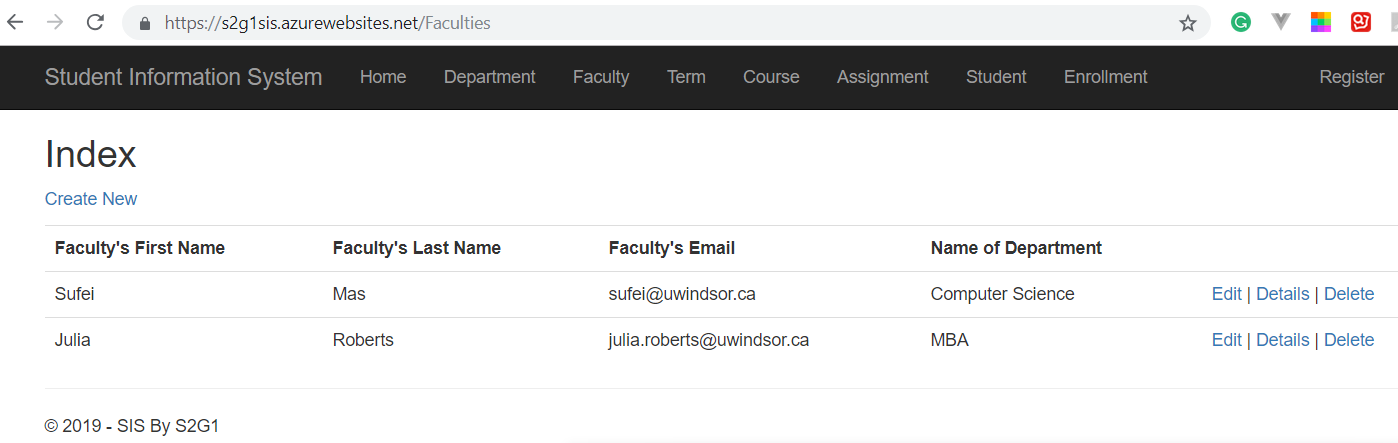 https://s2g1sis.azurewebsites.net/Faculties
Student Information System Home Department Faculty Term Course Assignment Student Enrollment Register
Index
Create New
Faculty's First Name Faculty's Last Name Faculty's Email Name of Department
Sufei Mas sufei@uwindsor.ca Computer Science Edit | Details | Delete
Julia Roberts julia.roberts@uwindsor.ca MBA Edit | Details | Delete
© 2019 - SIS By S2G1